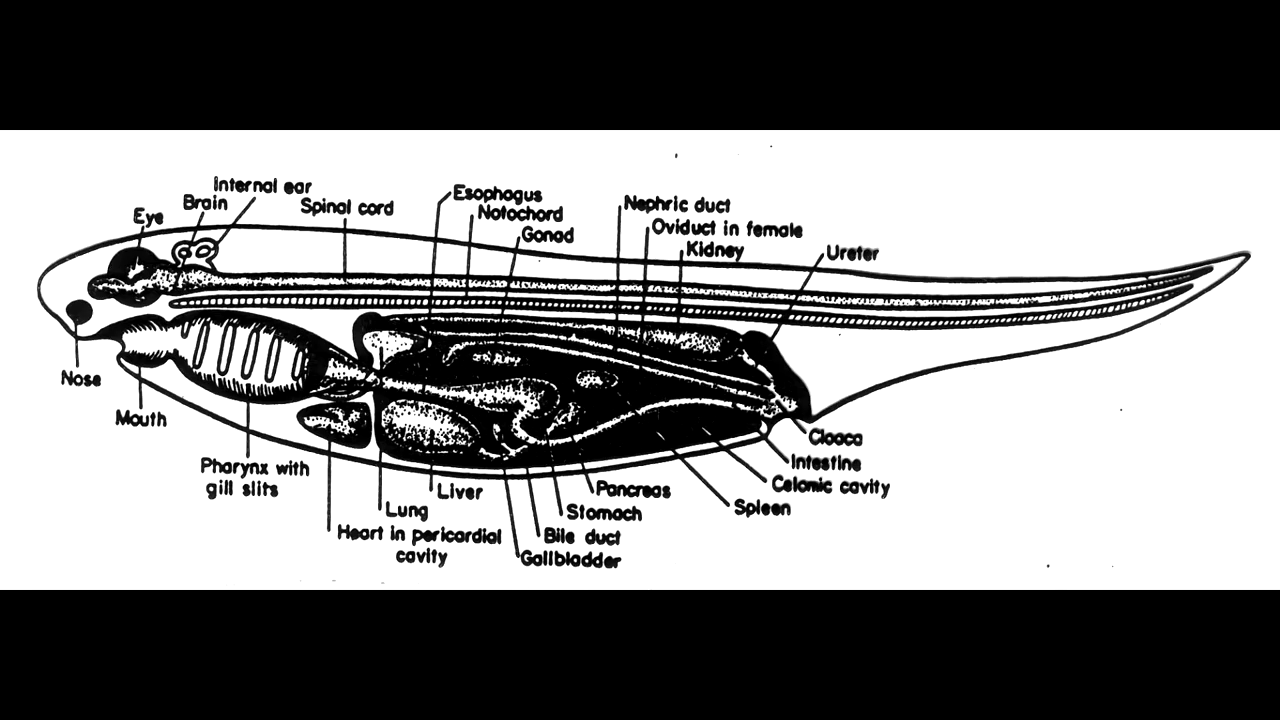 Internal ear
Brain
Eye
Spinal cord
Esophogus
Notochord
Gonad
Nephric duct
Oviduct in female
Kidney
Ureter
Nose
Mouth
Pharynx with
gill slits
Heart in pericardial
cavity
Lung
Liver
Gallbladder
Bile duct
Stomach
Pancreas
Spleen
Celomic cavity
Intestine
Cloaca